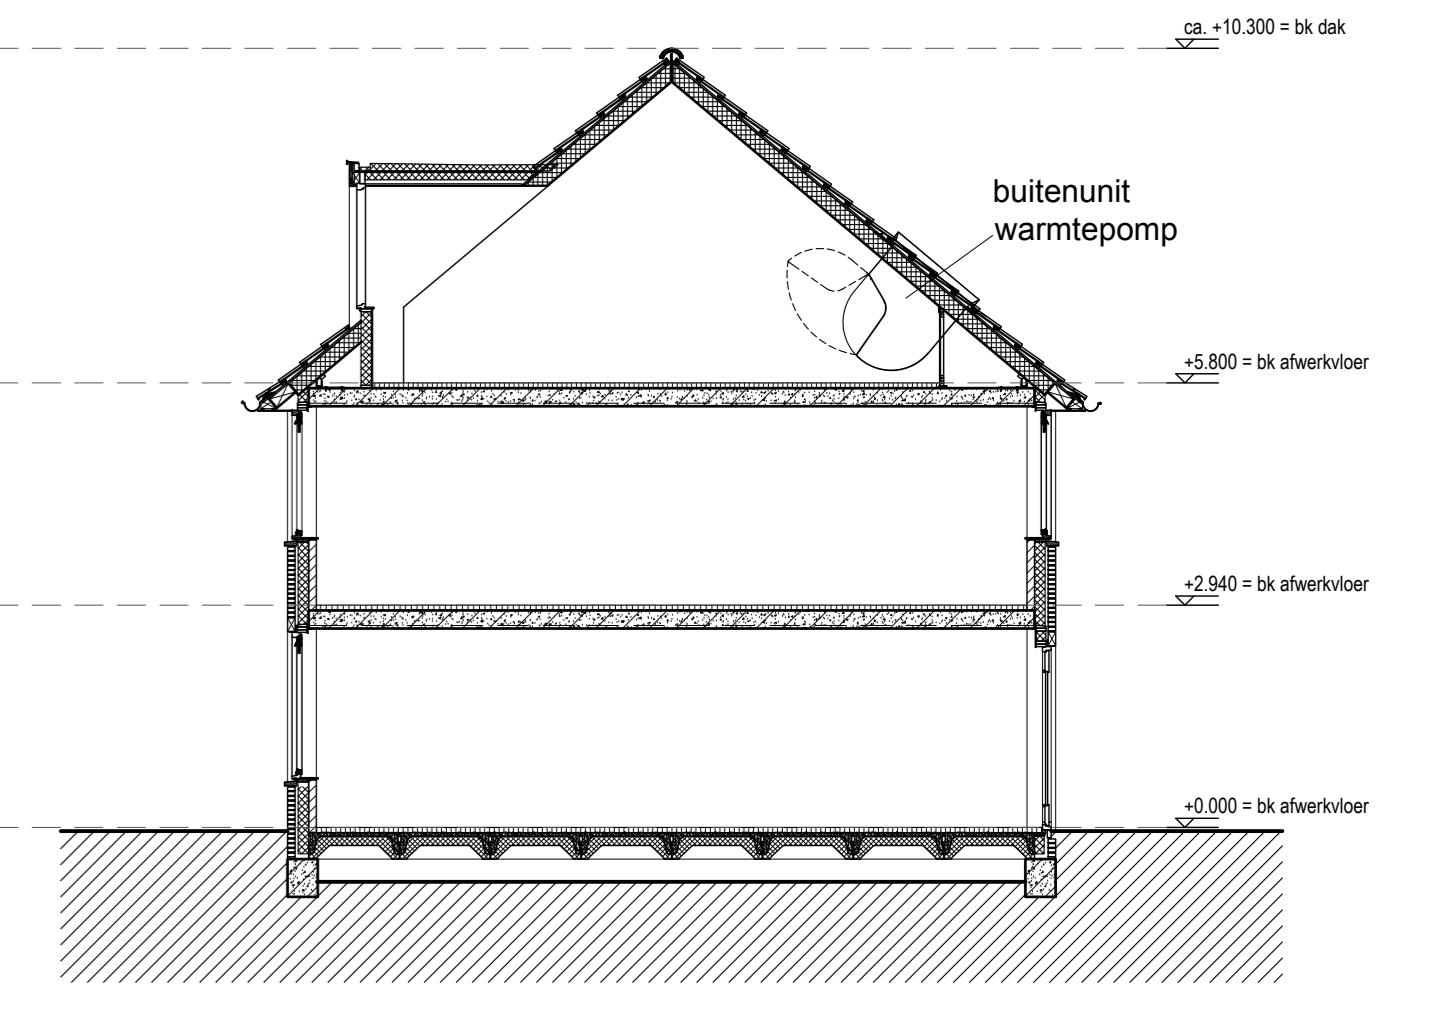 ca. +10.300 = bk dak
buitenunit
warmtepomp
+5.800 = bk afwerkvloer
+2.940 = bk afwerkvloer
+0.000 = bk afwerkvloer